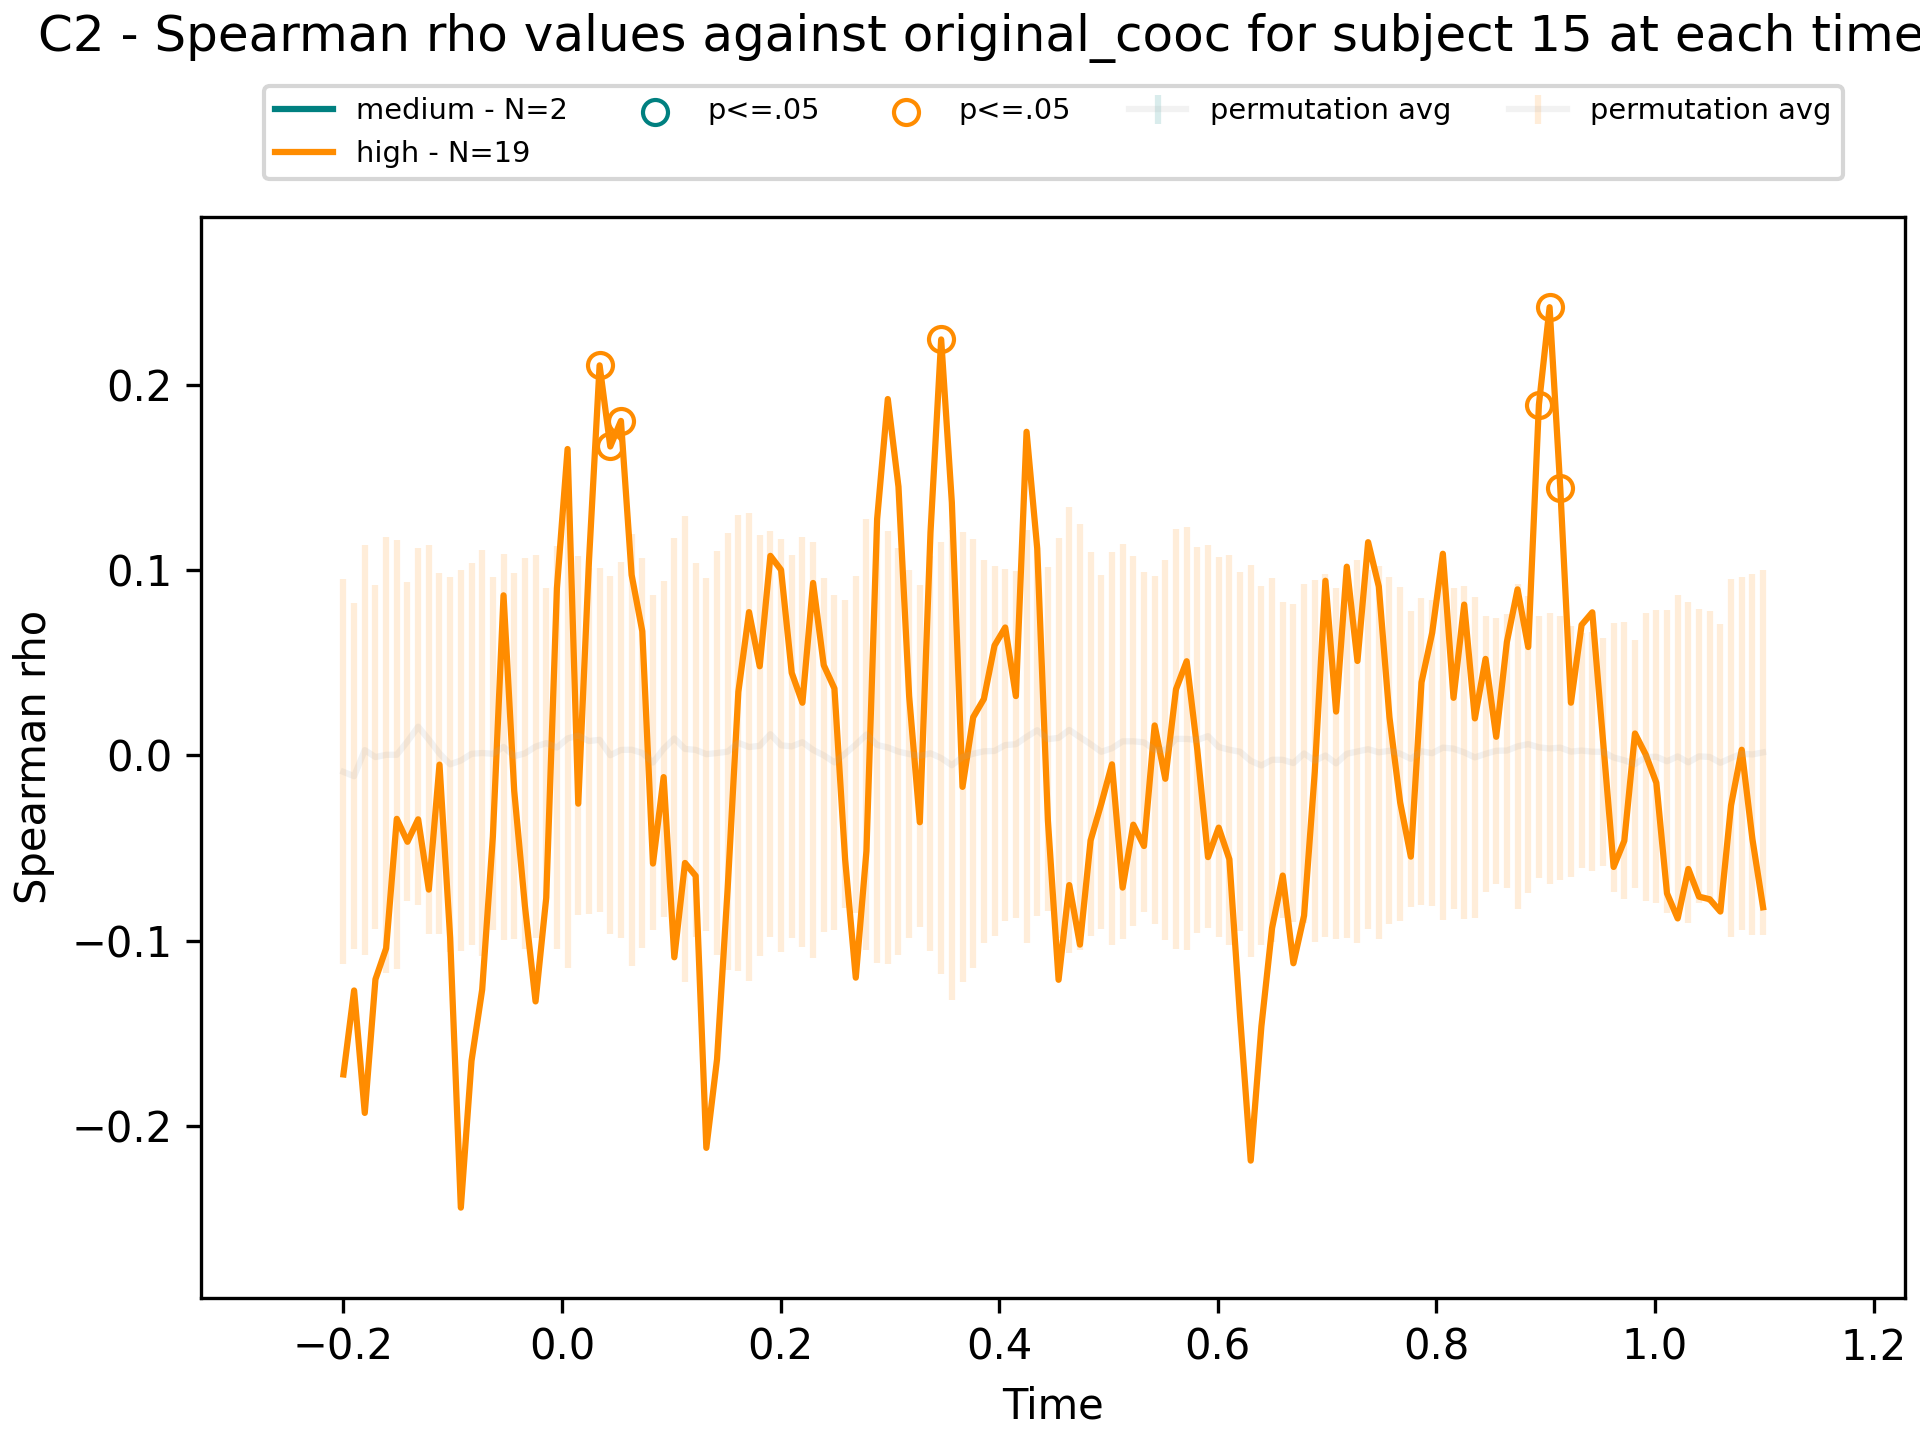 C2 - Spearman rho values against original_cooc for subject 15 at each time
medium - N=2
high - N=19
p<=.05
p<=.05
permutation avg
permutation avg
Spearman rho
0.2
0.1
0.0
−0.1
−0.2
−0.2 0.0 0.2 0.4 0.6 0.8 1.0 1.2
Time